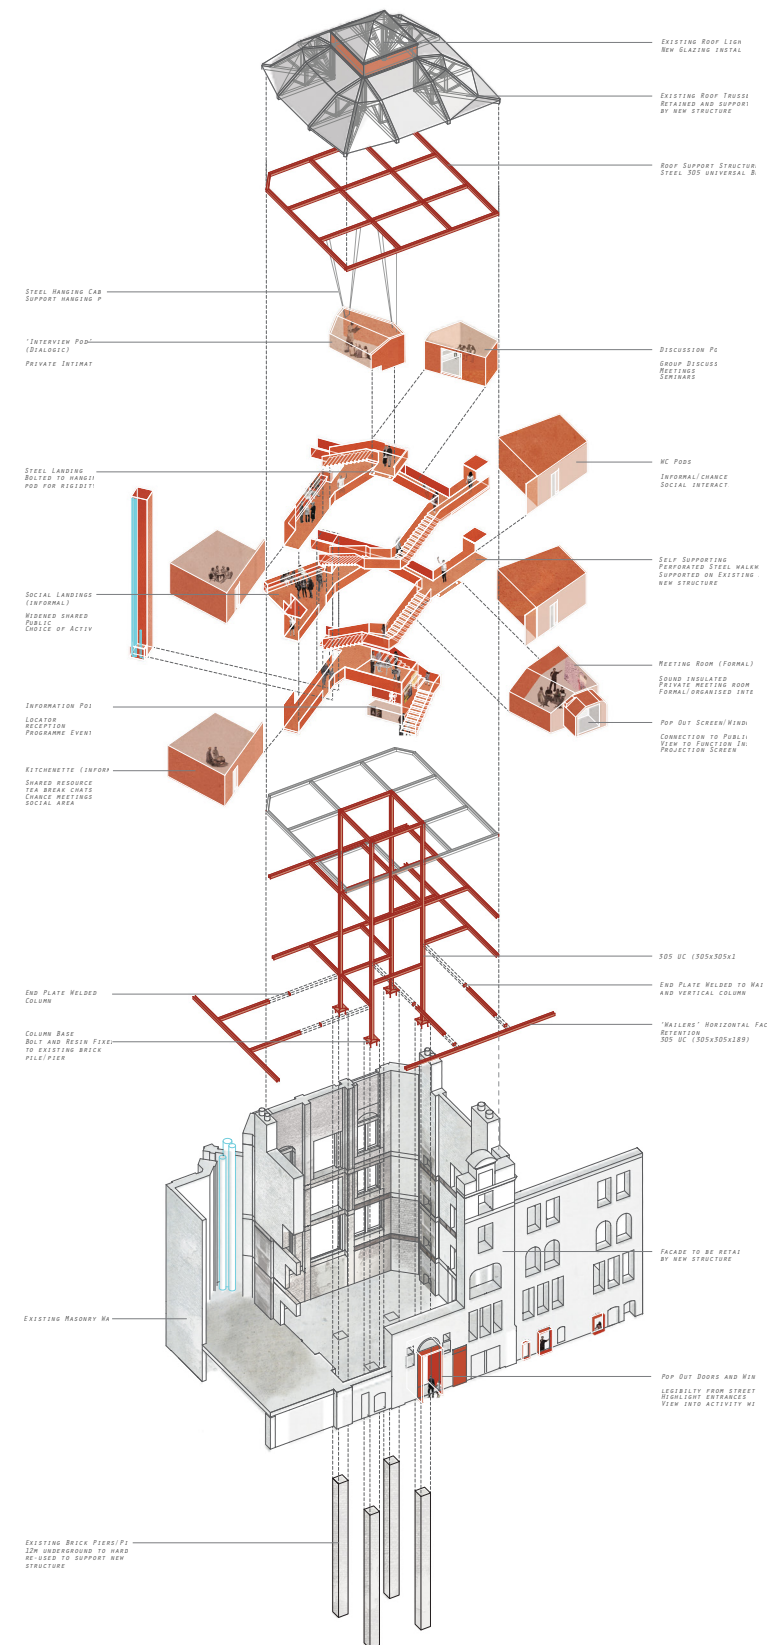 Existing Roof Ligh
New Glazing Instal
Existing Roof Truss
Retained and support
by new structure
Roof Support Structur
Steel 305 universal B
Steel Hanging Cab
Support hanging p
'Interview Pod'
(Dialogic)
Private Intimat
Discussion Po
Group Discuss
Meetings
Seminars
Steel Landing
Bolted to hangi
pod for rigidit
WC Pods
Informal/chance
Social interact
Self Supporting
Perforated Steel walkw
Supported on Existing
new structure
Social Landings
(informal)
Widened shared
Public
Choice of Activ
Meeting Room (Formal)
Sound insulated
Private meeting room
Formal/organised inte
Information Poi
Locator
reception
Programme Event
Pop Out Screen/Wind
Connection to Publi
View to Function In
Projection Screen
Kitchenette (infor
Shared resource
tea break chats
Chance meetings
social area
305 UC (305x305x1
End Plate Welded
Column
End Plate Welded to Wai
and vertical column
'Wailers' Horizontal Fac
Retention
305 UC (305x305x189)
Column Base
Bolt and Resin Fixe
to existing brick
pile/pier
Facade to be retai
by new structure
Existing Masonry Wa
Pop Out Doors and Win
legibilty from street
Highlight entrances
View into activity wi
Existing Brick Piers/Pi
12m underground to hard
re-used to support new
structure